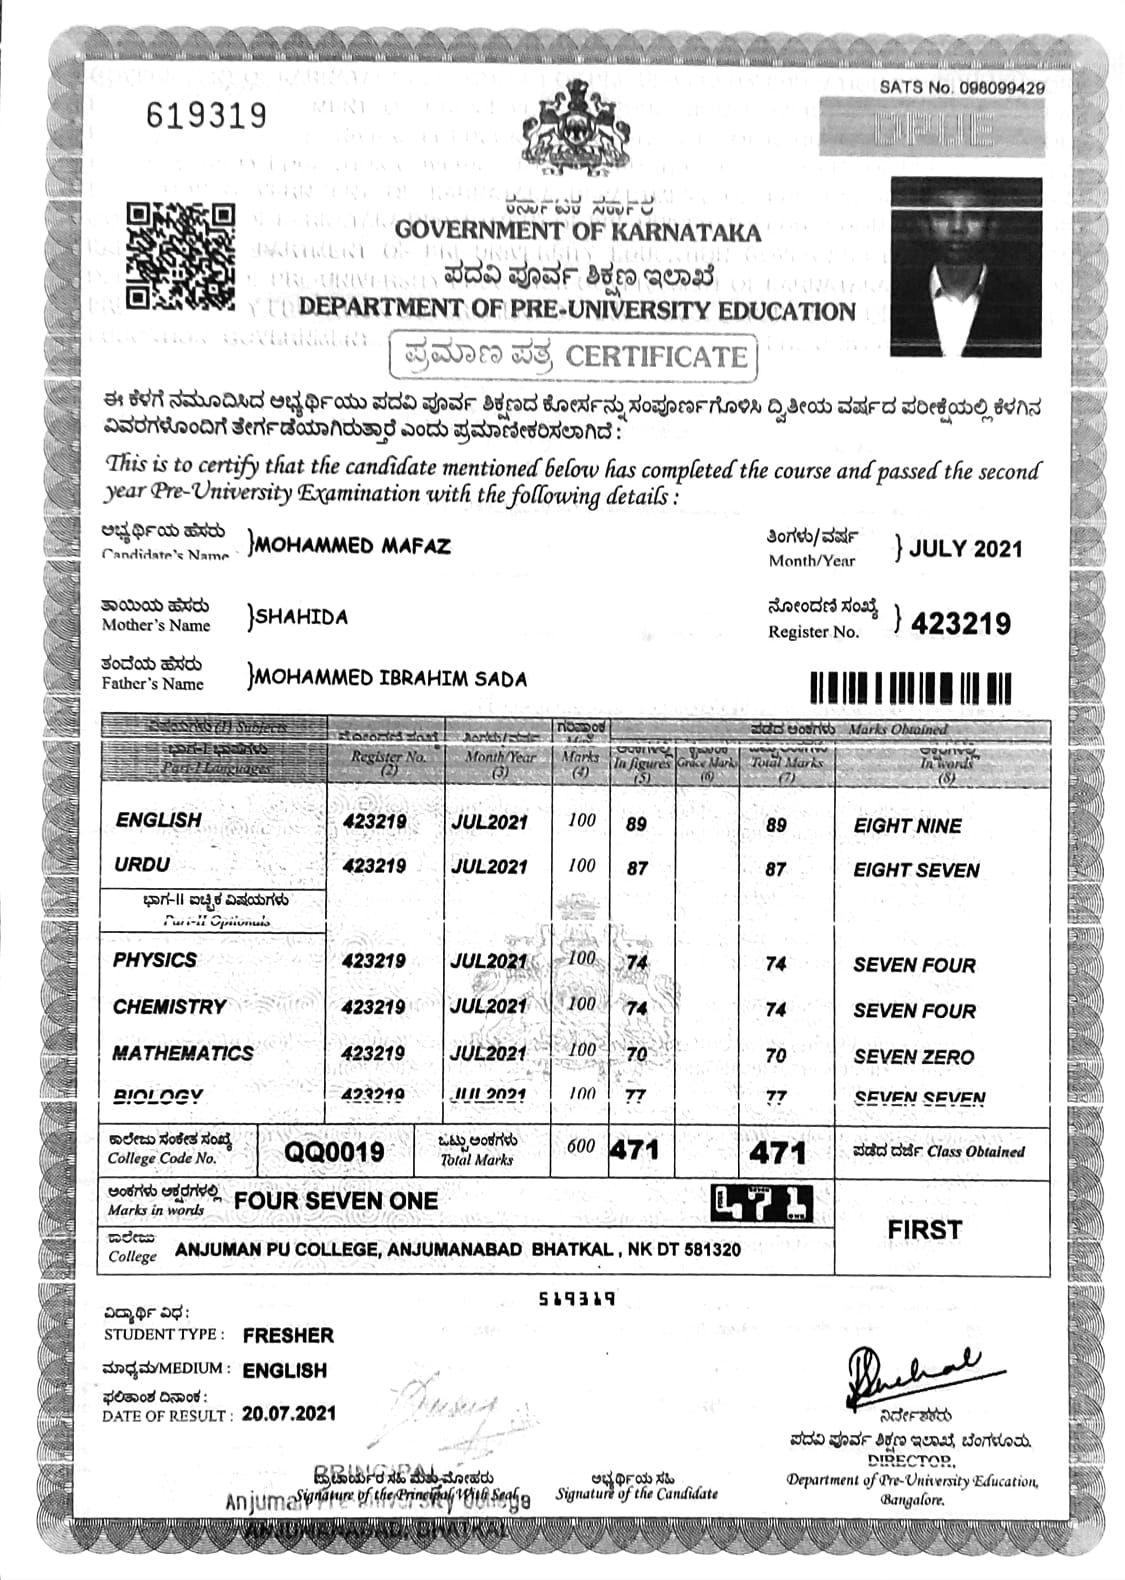 SATS No. 098099429
619319
DPUE
ಕರ್ನಾಟಕ ಸರ್ಕಾರ
GOVERNMENT OF KARNATAKA
ಪದವಿ ಪೂರ್ವ ಶಿಕ್ಷಣ ಇಲಾಖೆ
DEPARTMENT OF PRE-UNIVERSITY EDUCATION
ಪ್ರಮಾಣ ಪತ್ರ CERTIFICATE
ಈ ಕೆಳಗೆ ನಮೂದಿಸಿದ ಅಭ್ಯರ್ಥಿಯು ಪದವಿ ಪೂರ್ವ ಶಿಕ್ಷಣದ ಕೋರ್ಸನ್ನು ಸಂಪೂರ್ಣಗೊಳಿಸಿ ದ್ವಿತೀಯ ವರ್ಷದ ಪರೀಕ್ಷೆಯಲ್ಲಿ ಕೆಳಗಿನ
ವಿವರಗಳೊಂದಿಗೆ ತೇರ್ಗಡೆಯಾಗಿರುತ್ತಾರೆ ಎಂದು ಪ್ರಮಾಣೀಕರಿಸಲಾಗಿದೆ :
This is to certify that the candidate mentioned below has completed the course and passed the second
year Pre-University Examination with the following details :
ಅಭ್ಯರ್ಥಿಯ ಹೆಸರು
Candidate's Name } MOHAMMED MAFAZ
ತಿಂಗಳು/ವರ್ಷ
Month/Year } JULY 2021
ತಾಯಿಯ ಹೆಸರು
Mother's Name } SHAHIDA
ನೋಂದಣಿ ಸಂಖ್ಯೆ
Register No. } 423219
ತಂದೆಯ ಹೆಸರು
Father's Name } MOHAMMED IBRAHIM SADA
ವಿಷಯಗಳು (1) Subjects ನೋಂದಣಿ ಸಂಖ್ಯೆ ತಿಂಗಳು/ವರ್ಷ ಗರಿಷ್ಠಾಂಕ ಪಡೆದ ಅಂಕಗಳು Marks Obtained
ಭಾಗ-I ಭಾಷೆಗಳು
Part-I Languages Register No. (2) Month/Year (3) Marks (4) In figures (5) Grace Mark (6) Total Marks (7) In words (8)
ENGLISH 423219 JUL2021 100 89 89 EIGHT NINE
URDU 423219 JUL2021 100 87 87 EIGHT SEVEN
ಭಾಗ-II ಐಚ್ಛಿಕ ವಿಷಯಗಳು
Part-II Optionals
PHYSICS 423219 JUL2021 100 74 74 SEVEN FOUR
CHEMISTRY 423219 JUL2021 100 74 74 SEVEN FOUR
MATHEMATICS 423219 JUL2021 100 70 70 SEVEN ZERO
BIOLOGY 423219 JUL2021 100 77 77 SEVEN SEVEN
ಕಾಲೇಜು ಸಂಕೇತ ಸಂಖ್ಯೆ
College Code No. QQ0019 ಒಟ್ಟು ಅಂಕಗಳು
Total Marks 600 471 471 ಪಡೆದ ದರ್ಜೆ Class Obtained
ಅಂಕಗಳು ಅಕ್ಷರಗಳಲ್ಲಿ
Marks in words FOUR SEVEN ONE 471
FIRST
ಕಾಲೇಜು
College ANJUMAN PU COLLEGE, ANJUMANABAD BHATKAL , NK DT 581320
519319
ವಿದ್ಯಾರ್ಥಿ ವಿಧ :
STUDENT TYPE : FRESHER
ಮಾಧ್ಯಮ/MEDIUM : ENGLISH
ಫಲಿತಾಂಶ ದಿನಾಂಕ :
DATE OF RESULT : 20.07.2021
ನಿರ್ದೇಶಕರು
ಪದವಿ ಪೂರ್ವ ಶಿಕ್ಷಣ ಇಲಾಖೆ, ಬೆಂಗಳೂರು.
DIRECTOR,
Department of Pre-University Education,
Bangalore.
PRINCIPAL
ಪ್ರಾಚಾರ್ಯರ ಸಹಿ ಮತ್ತು ಮೋಹರು
Signature of the Principal With Seal
ಅಭ್ಯರ್ಥಿಯ ಸಹಿ
Signature of the Candidate
Anjuman Pre-University College
ANJUMANABAD, BHATKAL